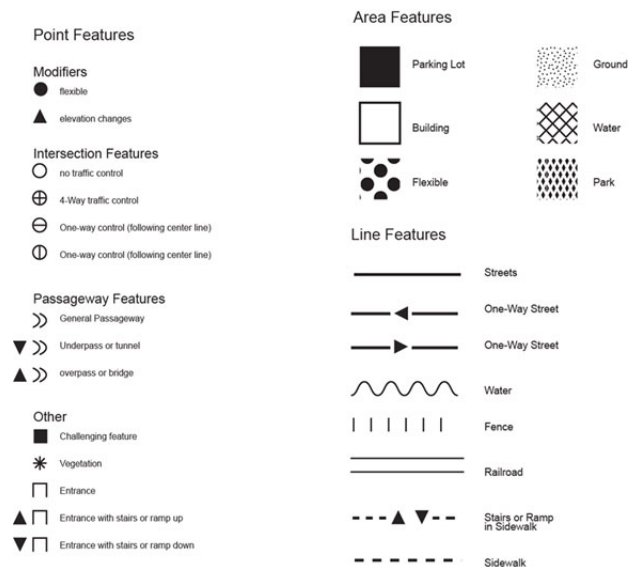 Point Features
Modifiers
flexible
elevation changes
Intersection Features
no traffic control
4-Way traffic control
One-way control (following center line)
One-way control (following center line)
Passageway Features
General Passageway
Underpass or tunnel
overpass or bridge
Other
Challenging feature
Vegetation
Entrance
Entrance with stairs or ramp up
Entrance with stairs or ramp down
Area Features
Parking Lot
Ground
Building
Water
Flexible
Park
Line Features
Streets
One-Way Street
One-Way Street
Water
Fence
Railroad
Stairs or Ramp
in Sidewalk
Sidewalk